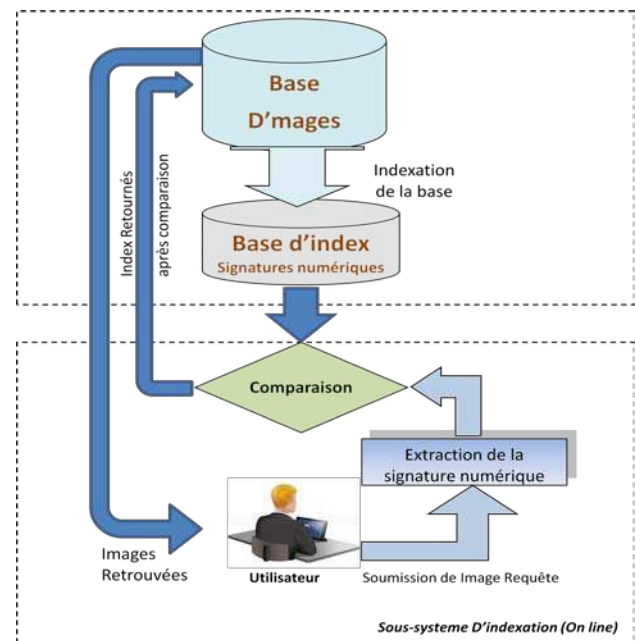 Base
D’mages
Indexation
de la base
Index Retournés
après comparaison
Base d’index
Signatures numériques
Comparaison
Extraction de la
signature numérique
Images
Retrouvées
Utilisateur
Soumission de Image Requête
Sous-systeme D’indexation (On line)